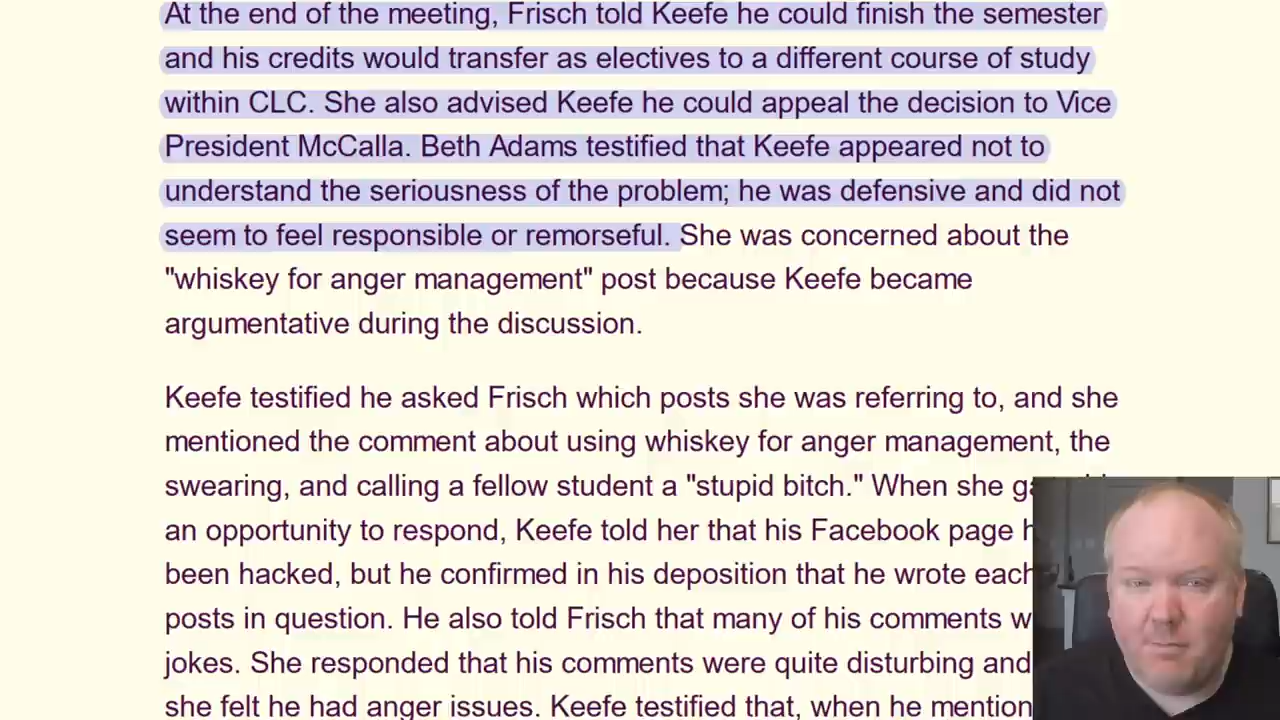 At the end of the meeting, Frisch told Keefe he could finish the semester
and his credits would transfer as electives to a different course of study
within CLC. She also advised Keefe he could appeal the decision to Vice
President McCalla. Beth Adams testified that Keefe appeared not to
understand the seriousness of the problem; he was defensive and did not
seem to feel responsible or remorseful. She was concerned about the
"whiskey for anger management" post because Keefe became
argumentative during the discussion.
Keefe testified he asked Frisch which posts she was referring to, and she
mentioned the comment about using whiskey for anger management, the
swearing, and calling a fellow student a "stupid bitch." When she
an opportunity to respond, Keefe told her that his Facebook page
been hacked, but he confirmed in his deposition that he wrote each
posts in question. He also told Frisch that many of his comments
jokes. She responded that his comments were quite disturbing and
she felt he had anger issues. Keefe testified that, when he